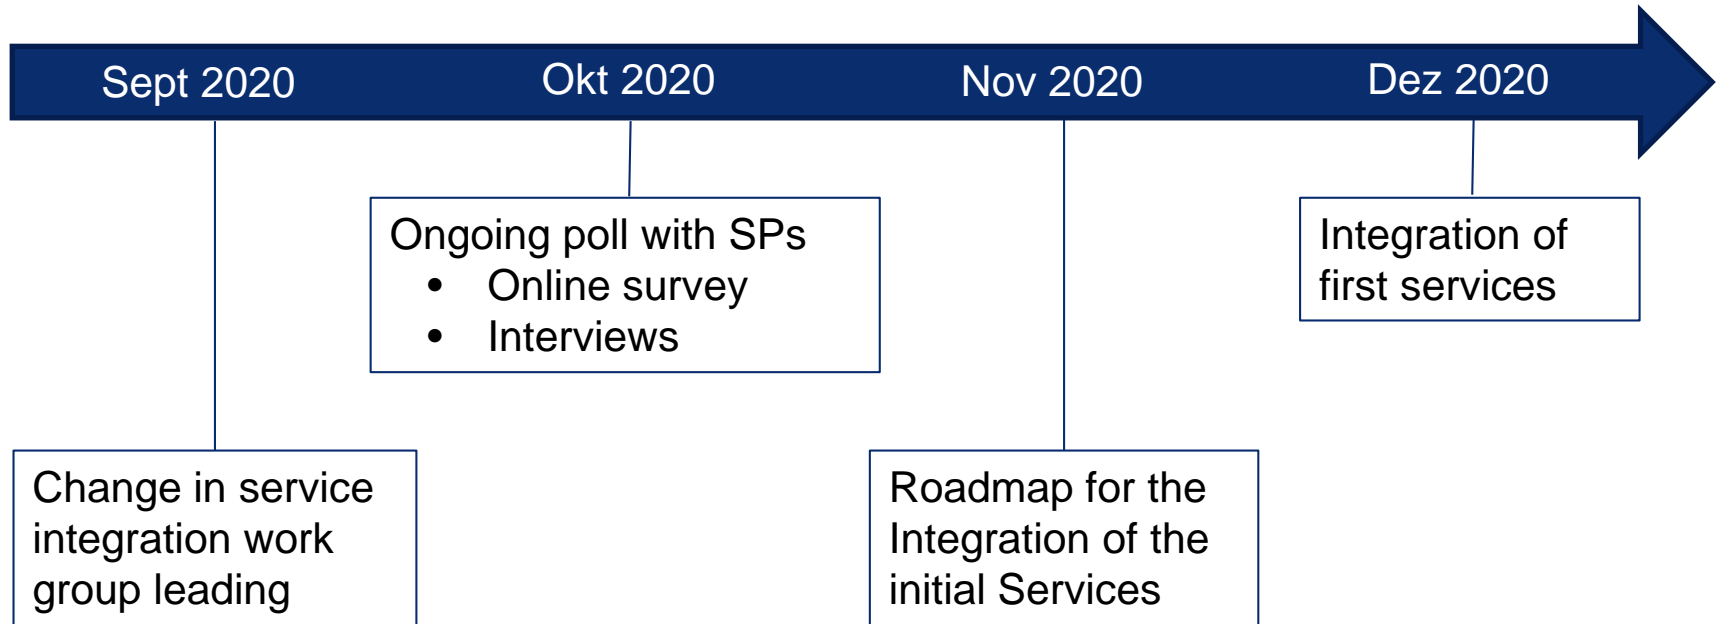 Sept 2020
Okt 2020
Nov 2020
Dez 2020
Ongoing poll with SPs
• Online survey
• Interviews
Integration of
first services
Change in service
integration work
group leading
Roadmap for the
Integration of the
initial Services